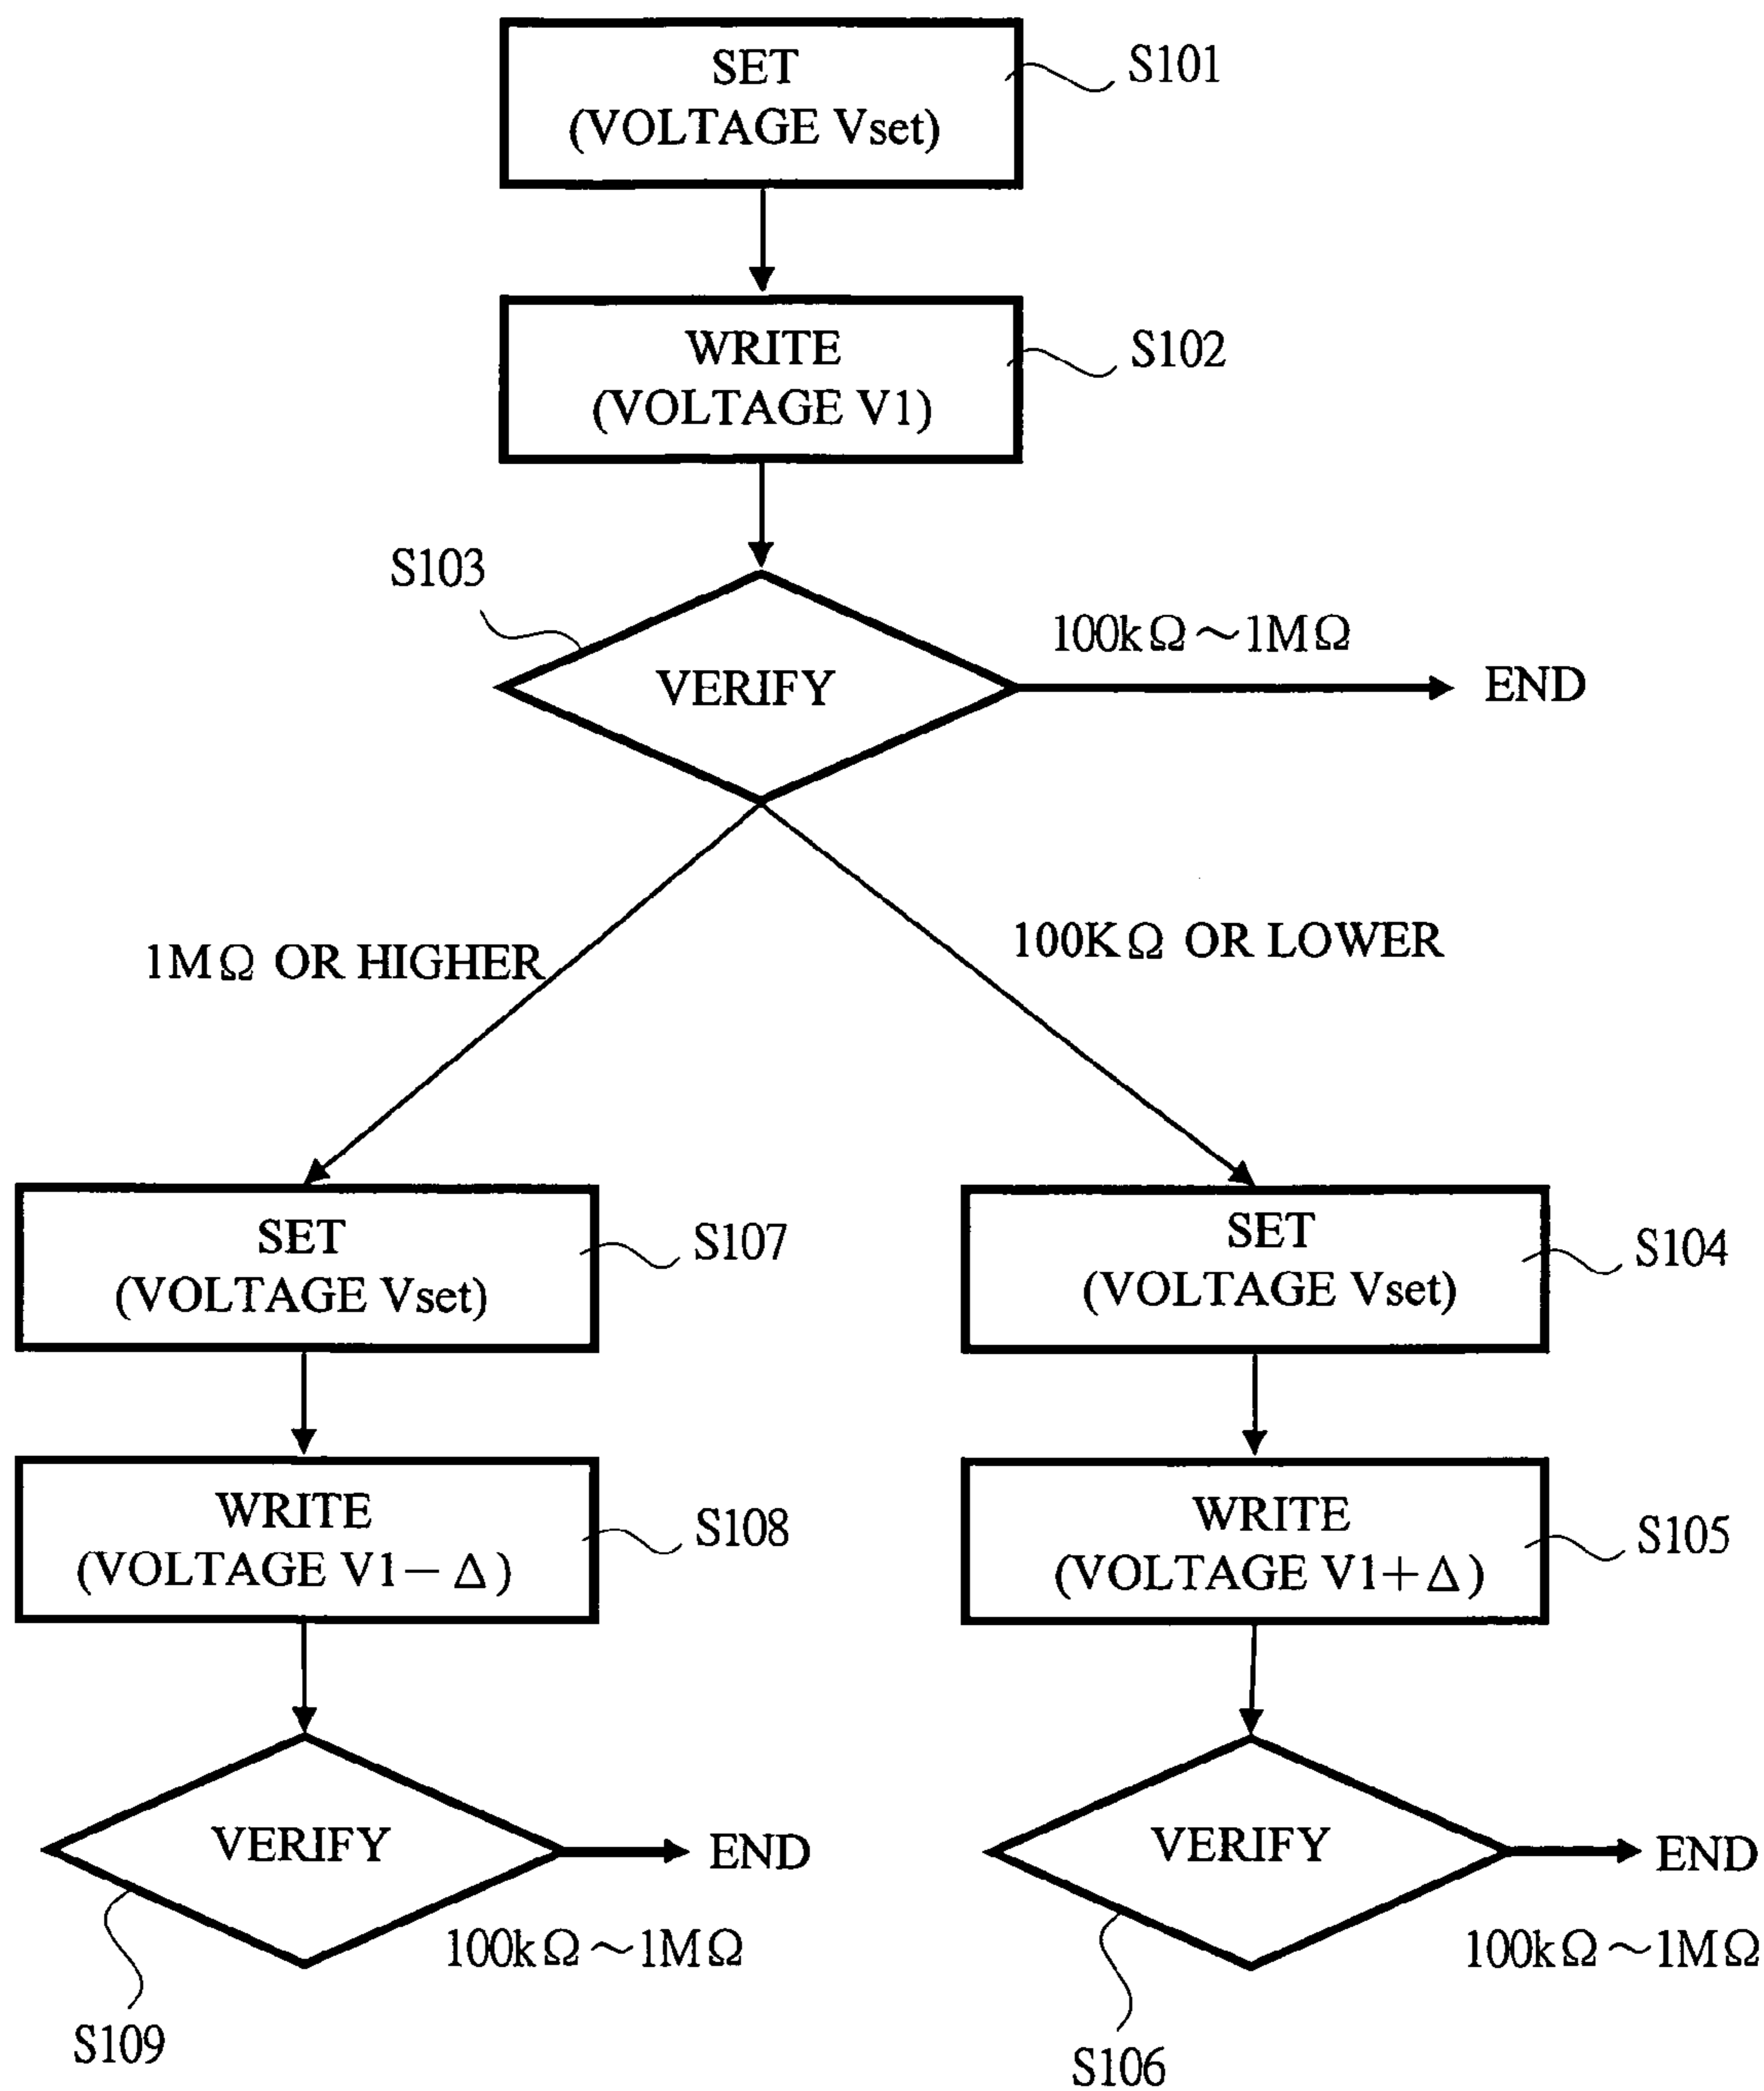 SET
(VOLTAGE Vset)
S101
WRITE
(VOLTAGE V1)
S102
S103
VERIFY
100kΩ～1MΩ
END
1MΩ OR HIGHER
100KΩ OR LOWER
SET
(VOLTAGE Vset)
S107
SET
(VOLTAGE Vset)
S104
WRITE
(VOLTAGE V1－Δ)
S108
WRITE
(VOLTAGE V1＋Δ)
S105
VERIFY
END
100kΩ～1MΩ
S109
VERIFY
END
100kΩ～1MΩ
S106